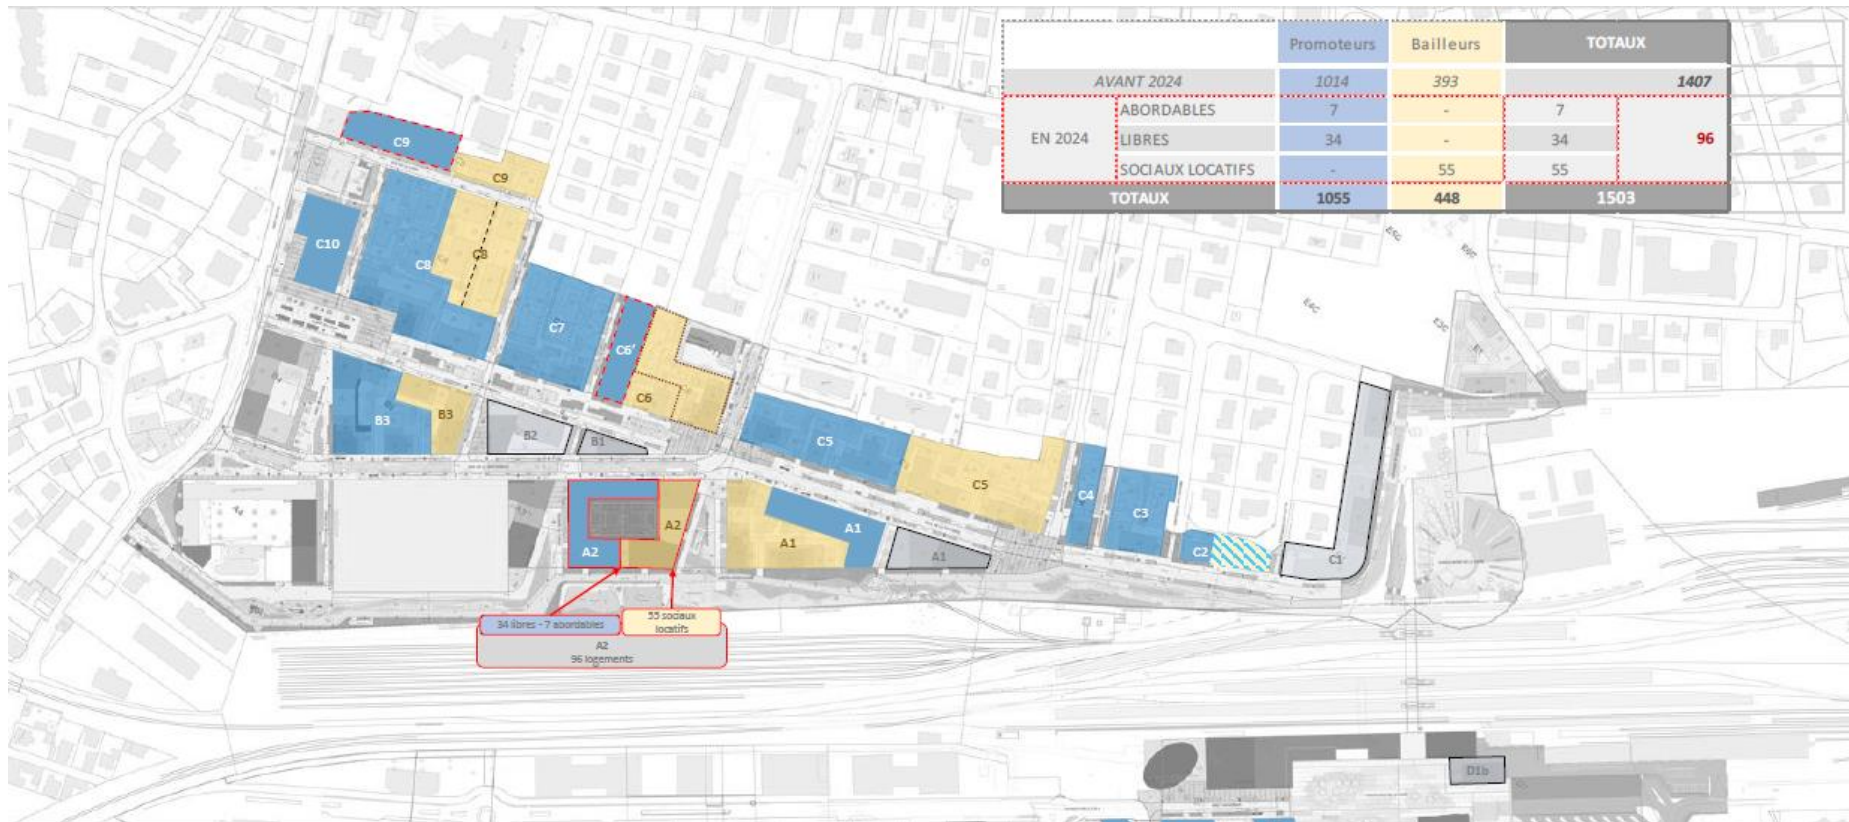 Promoteurs Bailleurs TOTAUX
AVANT 2024 1014 393 1407
ABORDABLES 7 - 7
EN 2024 LIBRES 34 - 34 96
SOCIAUX LOCATIFS - 55 55
TOTAUX 1055 448 1503
C9
C9
C10
C8
C8
C7
C6'
C6
B3
B3
B2
B1
C5
C5
C4
C3
C2
C1
A2
A2
A1
A1
A1
34 libres - 7 abordables
55 sociaux
locatifs
A2
96 logements
D1b